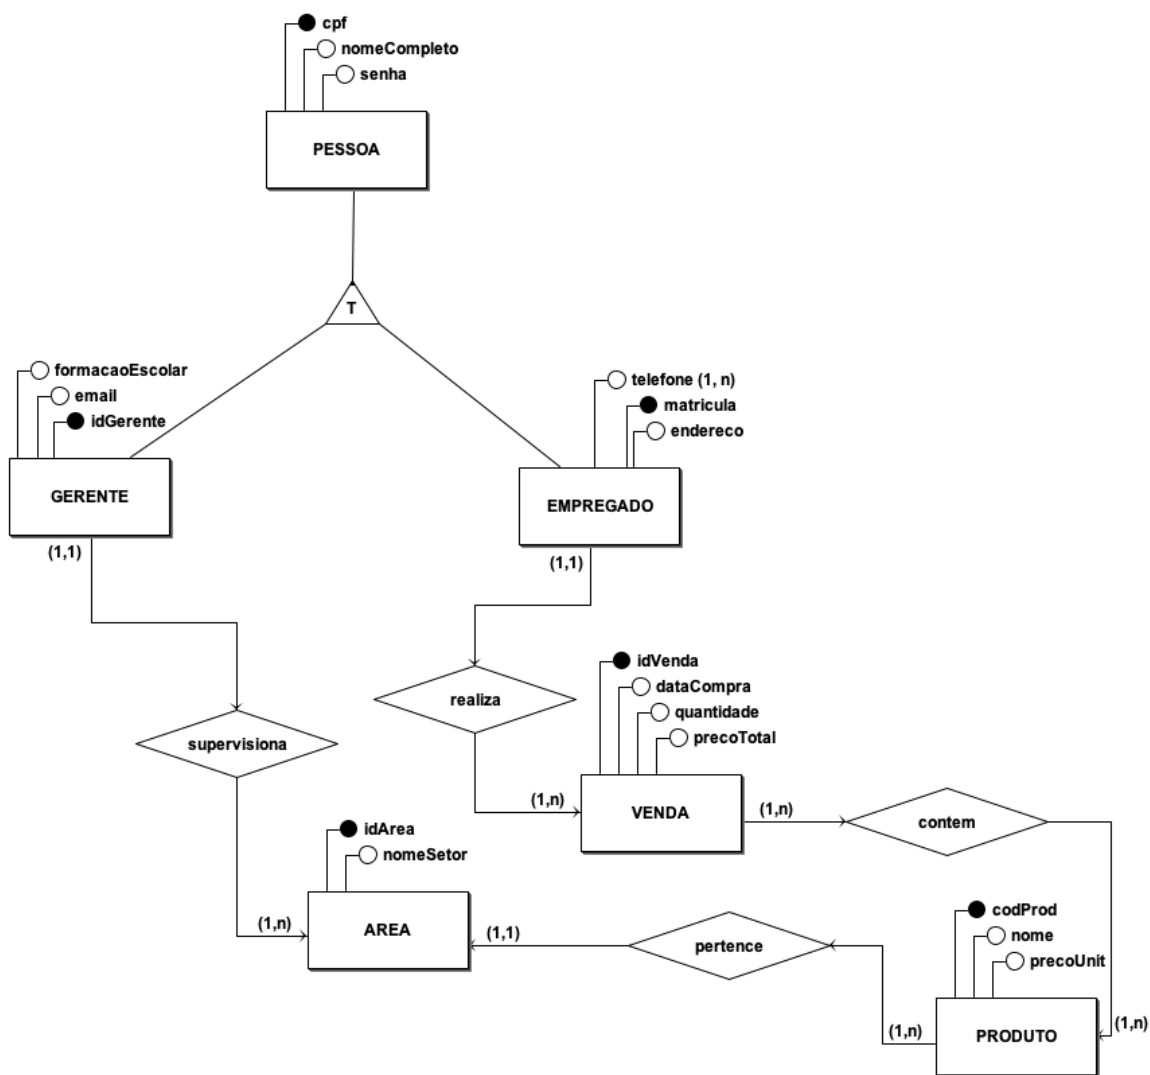 cpf
nomeCompleto
senha
PESSOA
T
formacaoEscolar
email
idGerente
GERENTE
(1,1)
telefone (1, n)
matricula
endereco
EMPREGADO
(1,1)
supervisiona
realiza
idVenda
dataCompra
quantidade
precoTotal
(1,n)
VENDA
(1,n)
contem
idArea
nomeSetor
(1,n)
AREA
(1,1)
pertence
codProd
nome
precoUnit
(1,n)
PRODUTO
(1,n)